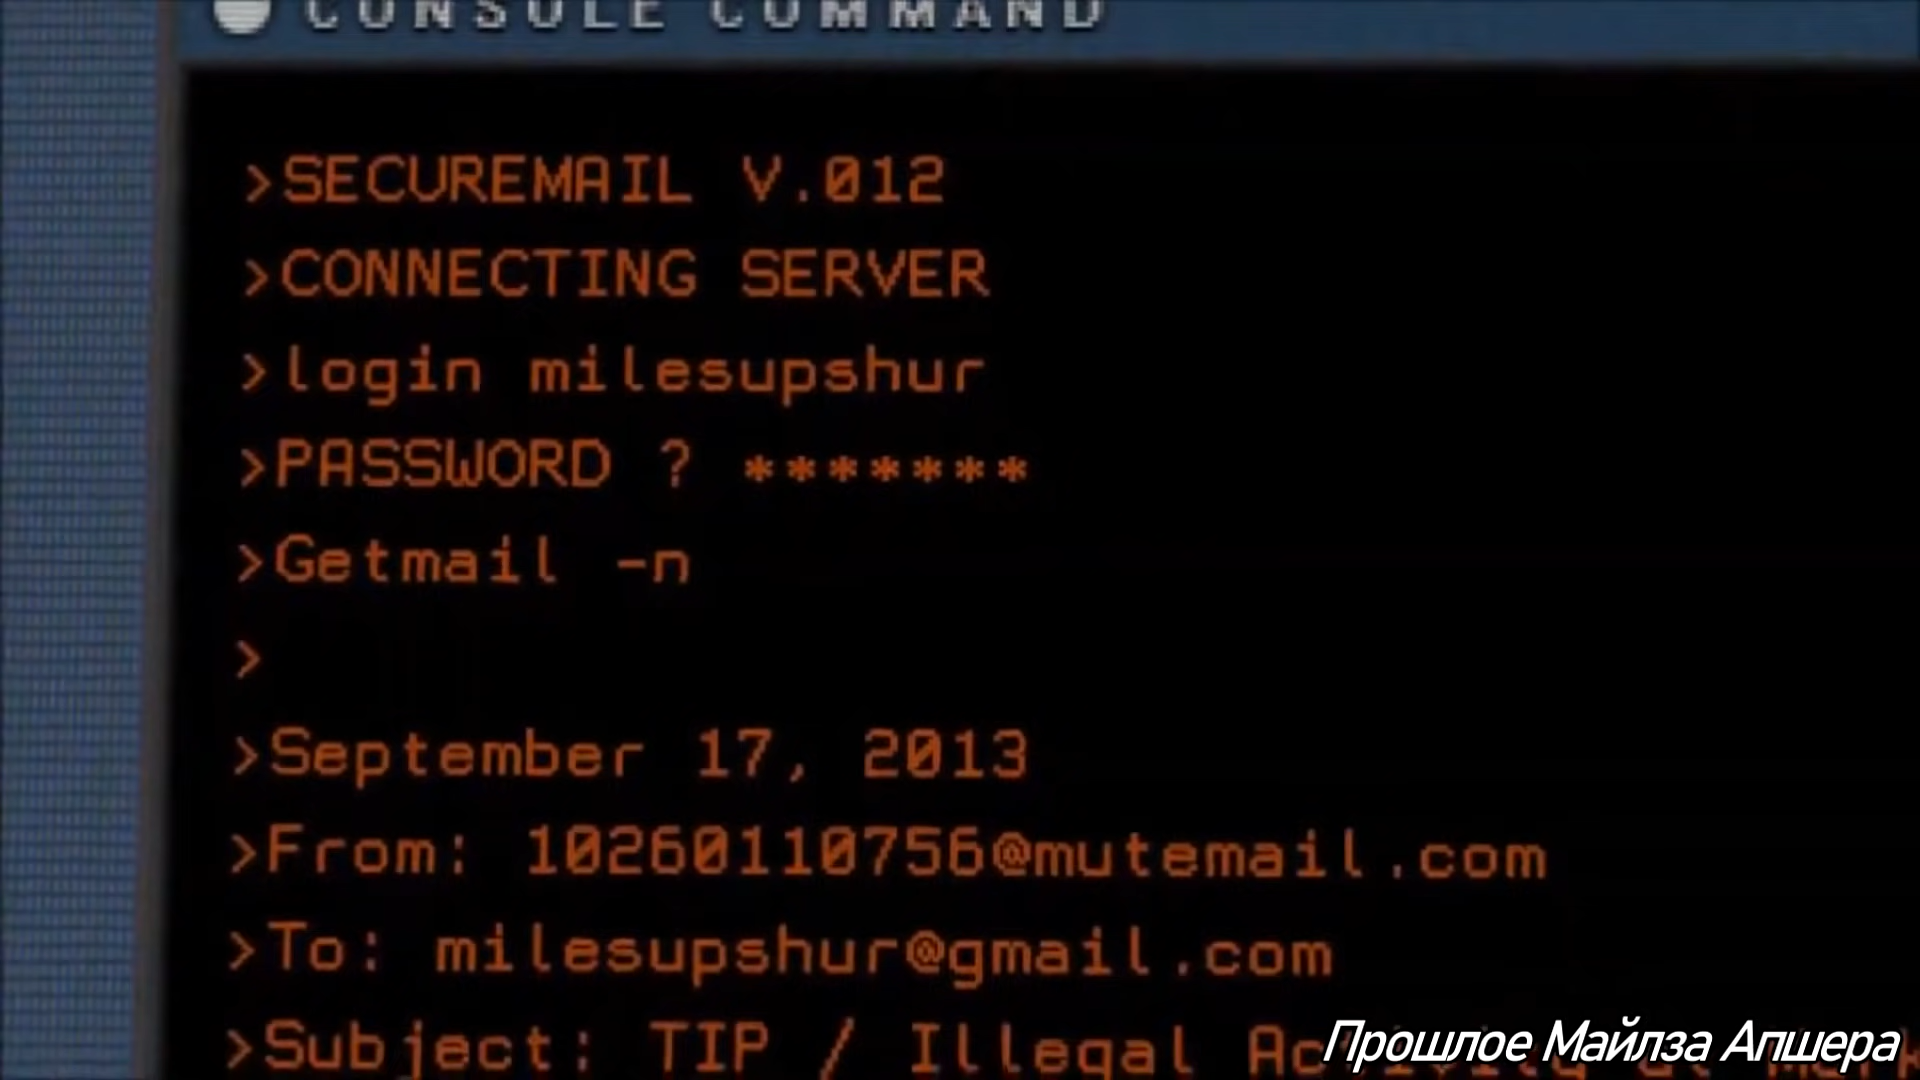 CONSOLE COMMAND
>SECUREMAIL V.012
>CONNECTING SERVER
>login milesupshur
>PASSWORD ? *******
>Getmail -n
>
>September 17, 2013
>From: 10260110756@mutemail.com
>To: milesupshur@gmail.com
>Subject: TIP / Illegal
Прошлое Майлза Апшера